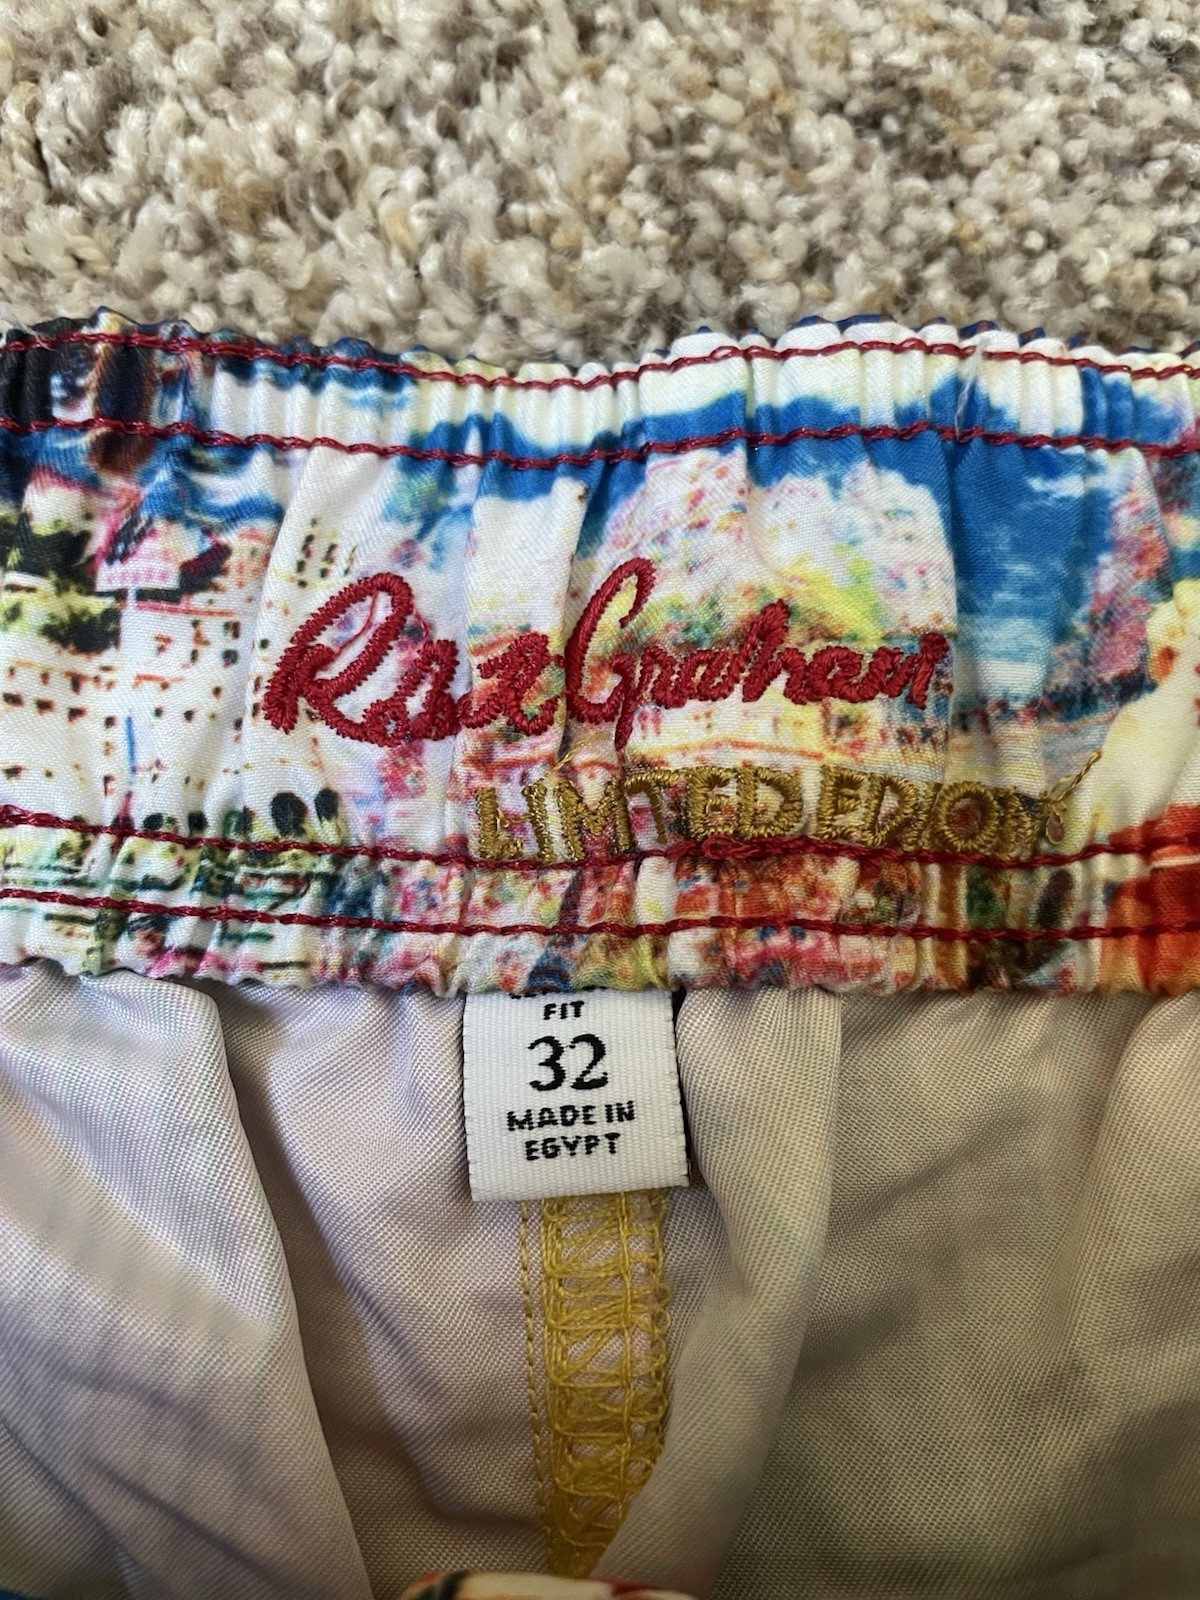 Robert Graham
LIMITED EDITION
FIT
32
MADE IN
EGYPT